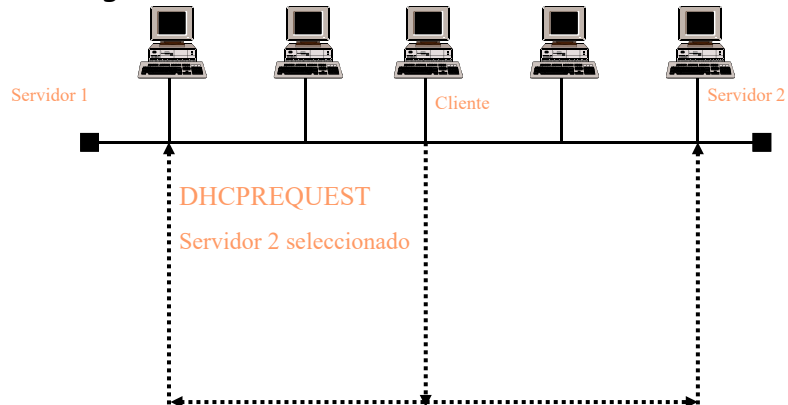 Servidor 1
Cliente
Servidor 2
DHCPREQUEST
Servidor 2 seleccionado